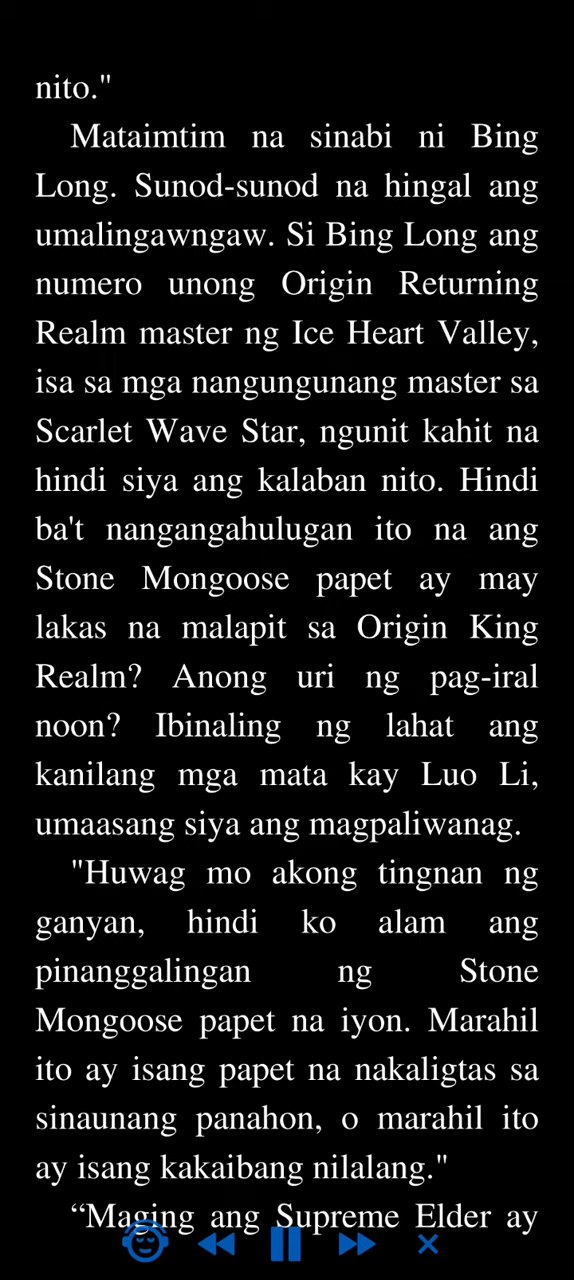 nito."
Mataimtim na sinabi ni Bing
Long. Sunod-sunod na hingal ang
umalingawngaw. Si Bing Long ang
numero unong Origin Returning
Realm master ng Ice Heart Valley,
isa sa mga nangungunang master sa
Scarlet Wave Star, ngunit kahit na
hindi siya ang kalaban nito. Hindi
ba't nangangahulugan ito na ang
Stone Mongoose papet ay may
lakas na malapit sa Origin King
Realm? Anong uri ng pag-iral
noon? Ibinaling ng lahat ang
kanilang mga mata kay Luo Li,
umaasang siya ang magpaliwanag.
"Huwag mo akong tingnan ng
ganyan, hindi ko alam ang
pinanggalingan ng Stone
Mongoose papet na iyon. Marahil
ito ay isang papet na nakaligtas sa
sinaunang panahon, o marahil ito
ay isang kakaibang nilalang."
“Maging ang Supreme Elder ay